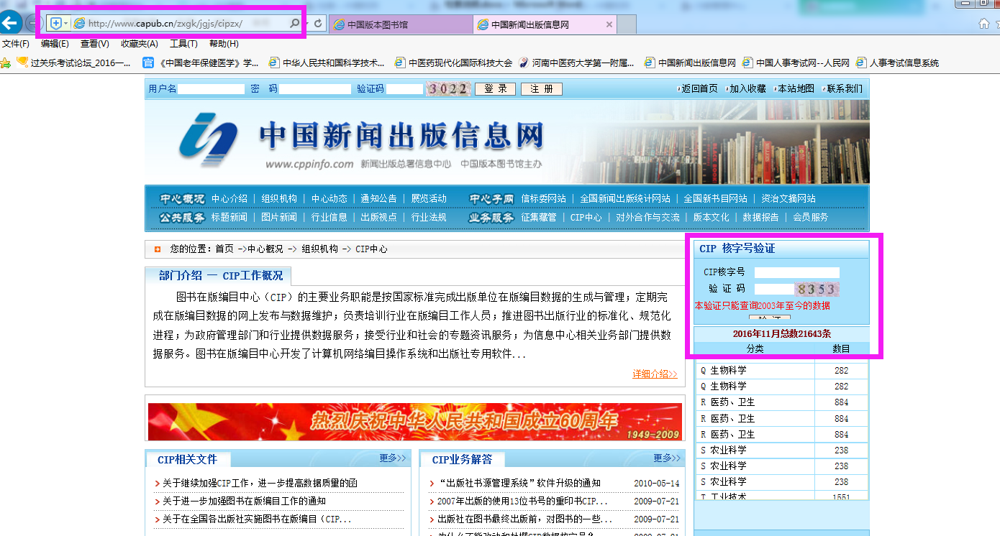 http://www.capub.cn/zxgk/jgjs/cipzx/
中国版本图书馆
中国新闻出版信息网
文件(F) 编辑(E) 查看(V) 收藏夹(A) 工具(T) 帮助(H)
过关乐考试论坛_2016一... 《中国老年保健医学》学... 中华人民共和国科学技术... 中医药现代化国际科技大会 河南中医药大学第一附属... 中国新闻出版信息网 中国人事考试网--人民网 人事考试信息系统
用户名 密 码 验证码 3022 登 录 注 册 返回首页 加入收藏 本站地图 联系我们
中国新闻出版信息网
www.cppinfo.com 新闻出版总署信息中心 中国版本图书馆主办
中心概况 中心介绍 | 组织机构 | 中心动态 | 通知公告 | 展览活动 中心子网 信标委网站 | 全国新闻出版统计网站 | 全国新书目网站 | 资治文摘网站
公共服务 标题新闻 | 图片新闻 | 行业信息 | 出版视点 | 行业法规 业务服务 征集藏管 | CIP中心 | 对外合作与交流 | 版本文化 | 数据报告 | 会员服务
您的位置：首页 ->中心概况 -> 组织机构 -> CIP中心
部门介绍 — CIP工作概况
图书在版编目中心（CIP）的主要业务职能是按国家标准完成出版单位在版编目数据的生成与管理；定期完
成在版编目数据的网上发布与数据维护；负责培训行业在版编目工作人员；推进图书出版行业的标准化、规范化
进程；为政府管理部门和行业提供数据服务；接受行业和社会的专题资讯服务；为信息中心相关业务部门提供数
据服务。图书在版编目中心开发了计算机网络编目操作系统和出版社专用软件...
详细介绍>>
热烈庆祝中华人民共和国成立60周年
1949-2009
CIP相关文件 更多>>
关于继续加强CIP工作，进一步提高数据质量的函
关于进一步加强图书在版编目工作的通知
关于在全国各出版社实施图书在版编目（CIP...
CIP业务解答 更多>>
“出版社书源管理系统”软件升级的通知 2010-05-14
2007年出版的使用13位书号的重印书CIP... 2009-07-21
出版社在图书最终出版前，对图书的一些... 2009-07-21
CIP 核字号验证
CIP核字号
验 证 码 8353
本验证只能查询2003年至今的数据
验 证
2016年11月总数21643条
分类 数目
Q 生物科学 282
Q 生物科学 282
R 医药、卫生 884
R 医药、卫生 884
R 医药、卫生 884
S 农业科学 238
S 农业科学 238
S 农业科学 238
T 工业技术 1551